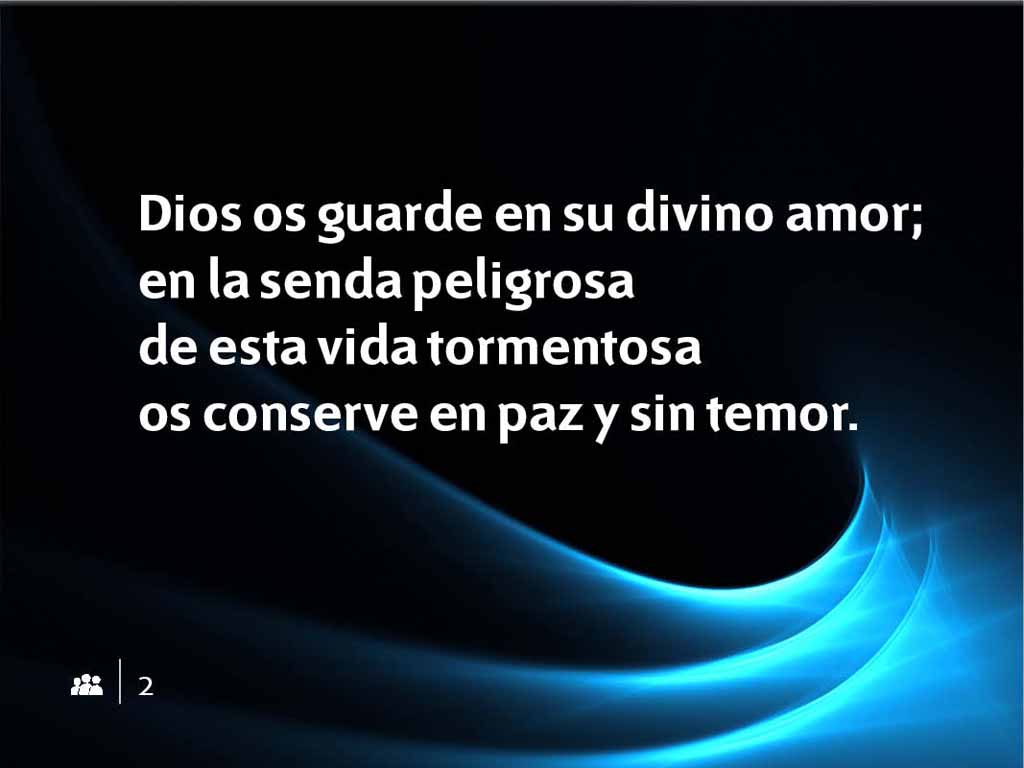 Dios os guarde en su divino amor;
en la senda peligrosa
de esta vida tormentosa
os conserve en paz y sin temor.
2